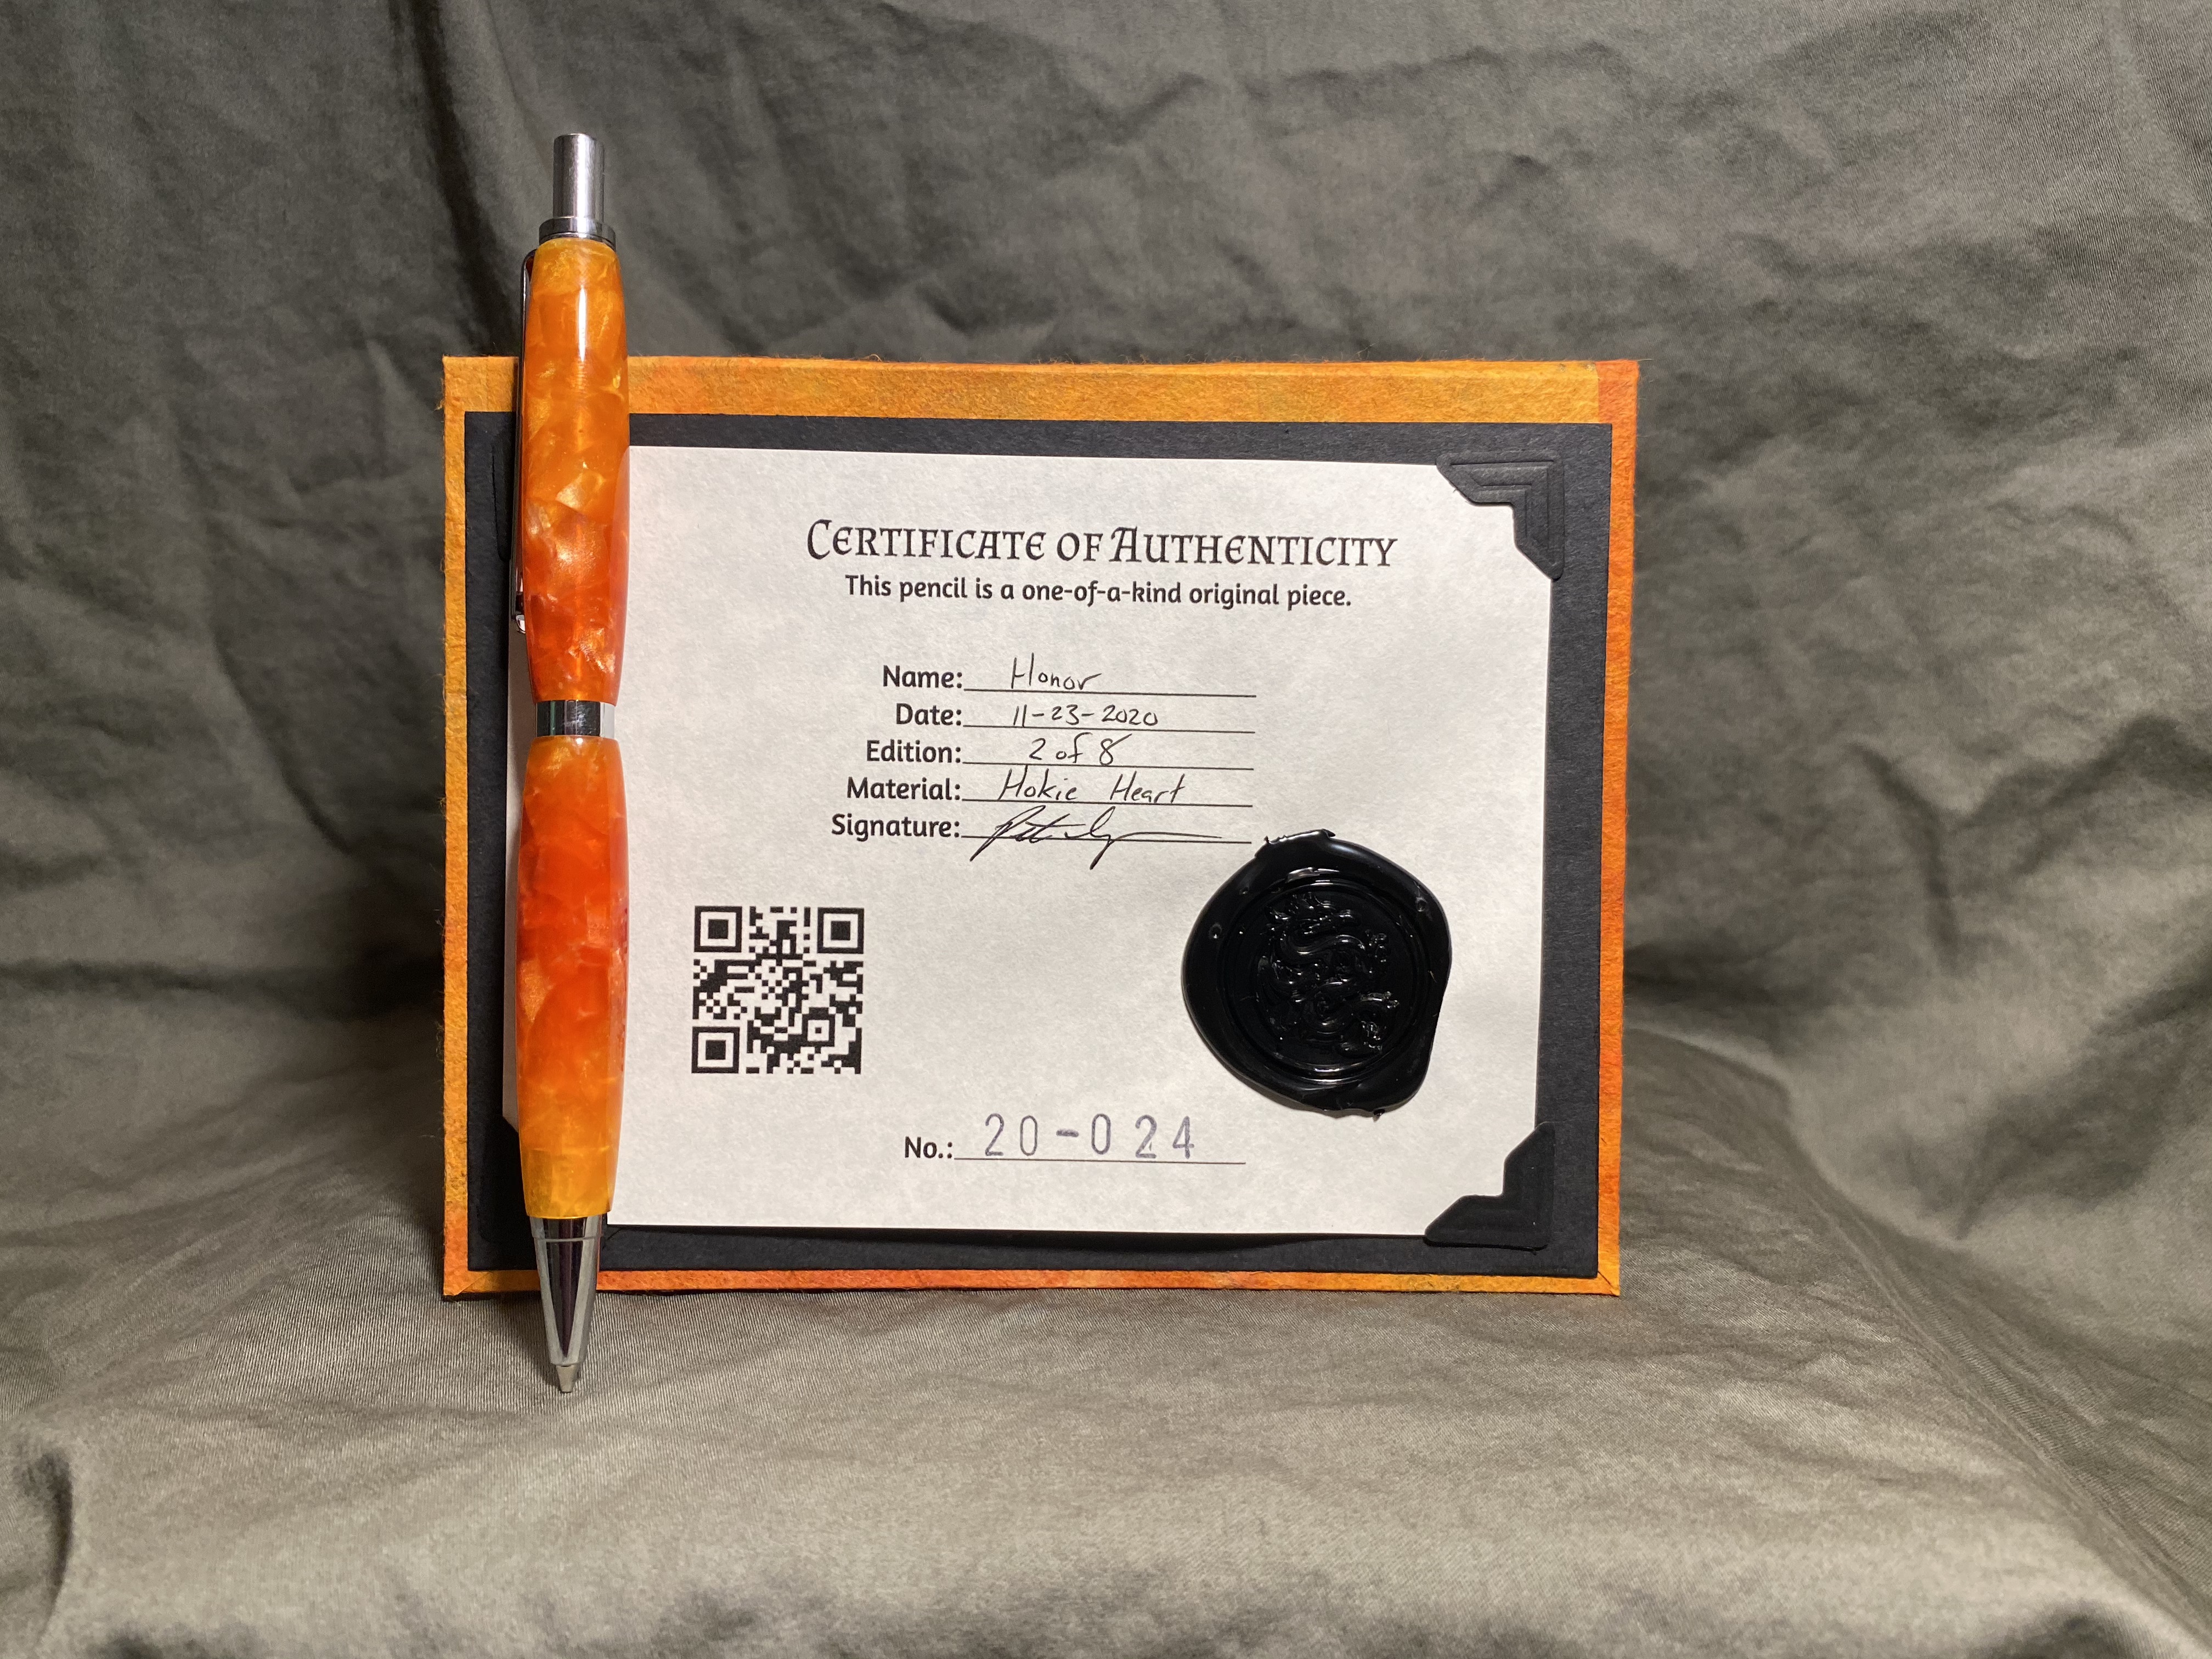 CERTIFICATE OF AUTHENTICITY
This pencil is a one-of-a-kind original piece.
Name: Honor
Date: 11-23-2020
Edition: 2 of 8
Material: Hokie Heart
Signature:
No.: 20-024